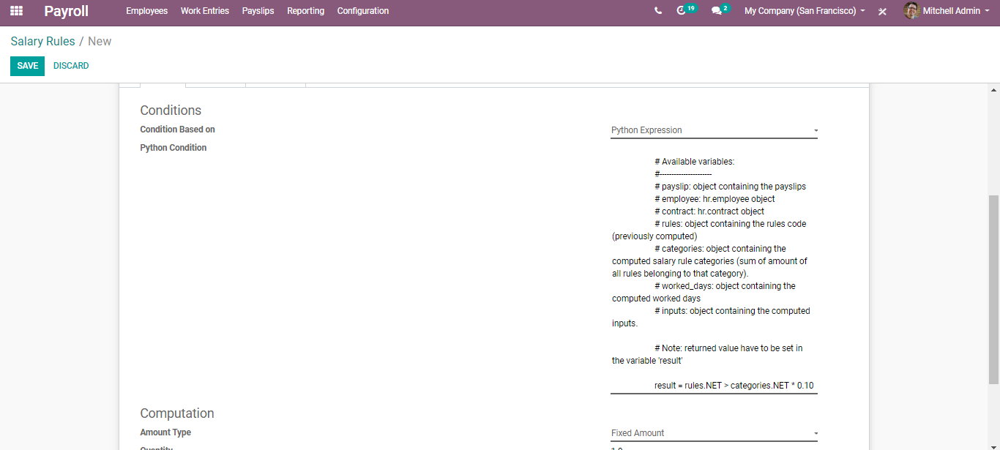 Payroll Employees Work Entries Payslips Reporting Configuration 19 2 My Company (San Francisco) Mitchell Admin
Salary Rules / New
SAVE DISCARD
Conditions
Condition Based on Python Expression
Python Condition
# Available variables:
#----------------------
# payslip: object containing the payslips
# employee: hr.employee object
# contract: hr.contract object
# rules: object containing the rules code
(previously computed)
# categories: object containing the
computed salary rule categories (sum of amount of
all rules belonging to that category).
# worked_days: object containing the
computed worked days
# inputs: object containing the computed
inputs.
# Note: returned value have to be set in
the variable 'result'
result = rules.NET > categories.NET * 0.10
Computation
Amount Type Fixed Amount
Quantity 1.0